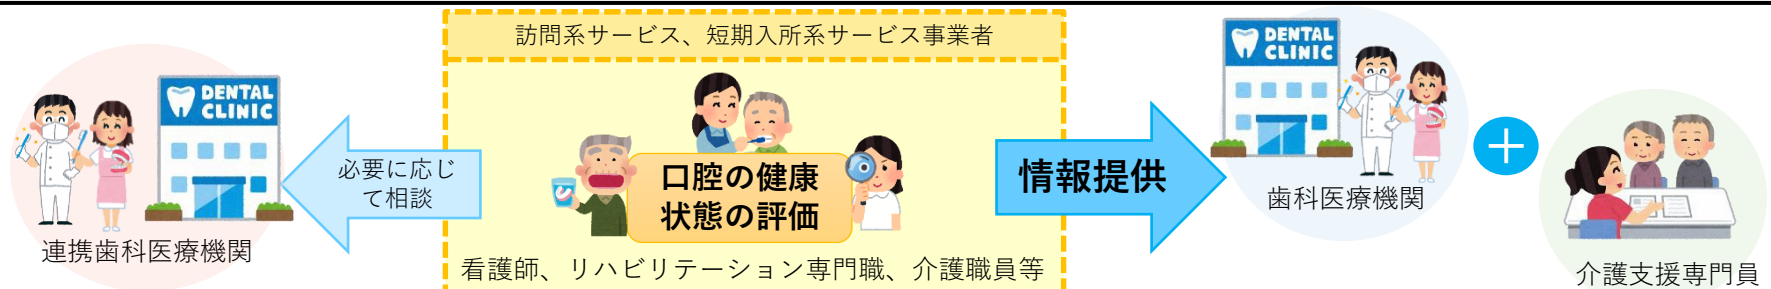 訪問系サービス、短期入所系サービス事業者
DENTAL
CLINIC
連携歯科医療機関
必要に応じ
て相談
口腔の健康
状態の評価
看護師、リハビリテーション専門職、介護職員等
情報提供
DENTAL
CLINIC
歯科医療機関
＋
介護支援専門員